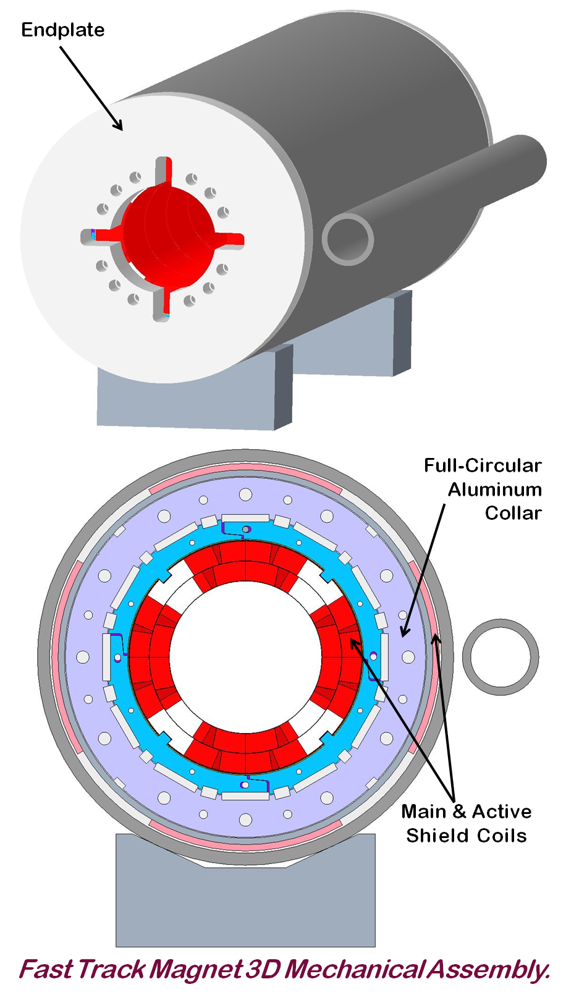 Endplate
Full-Circular
Aluminum
Collar
Main & Active
Shield Coils
Fast Track Magnet 3D Mechanical Assembly.